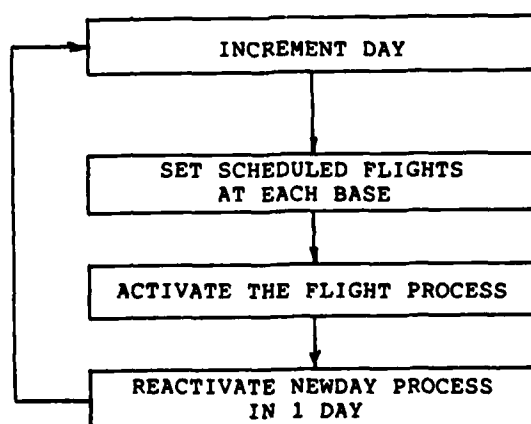 INCREMENT DAY
SET SCHEDULED FLIGHTS
AT EACH BASE
ACTIVATE THE FLIGHT PROCESS
REACTIVATE NEWDAY PROCESS
IN 1 DAY